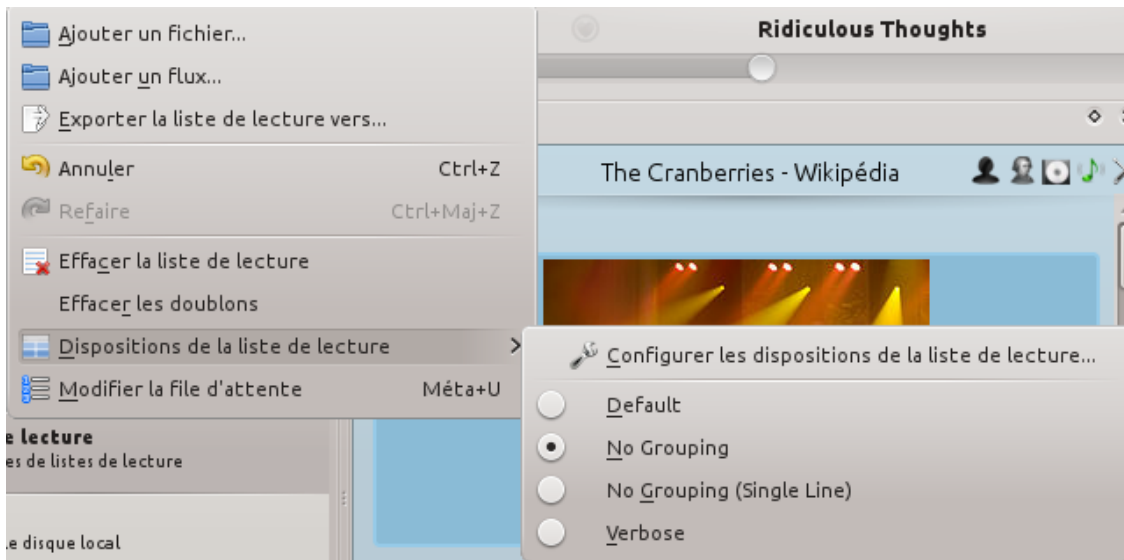 Ajouter un fichier...
Ajouter un flux...
Exporter la liste de lecture vers...
Annuler Ctrl+Z
Refaire Ctrl+Maj+Z
Effacer la liste de lecture
Effacer les doublons
Dispositions de la liste de lecture
Modifier la file d'attente Méta+U
e lecture
es de listes de lecture
le disque local
Ridiculous Thoughts
The Cranberries - Wikipédia
Configurer les dispositions de la liste de lecture...
Default
No Grouping
No Grouping (Single Line)
Verbose